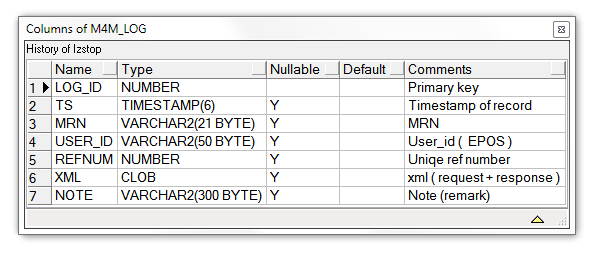 Columns of M4M_LOG
History of Izstop
Name Type Nullable Default Comments
1 LOG_ID NUMBER Primary key
2 TS TIMESTAMP(6) Y Timestamp of record
3 MRN VARCHAR2(21 BYTE) Y MRN
4 USER_ID VARCHAR2(50 BYTE) Y User_id ( EPOS )
5 REFNUM NUMBER Y Uniqe ref number
6 XML CLOB Y xml ( request + response )
7 NOTE VARCHAR2(300 BYTE) Y Note (remark)